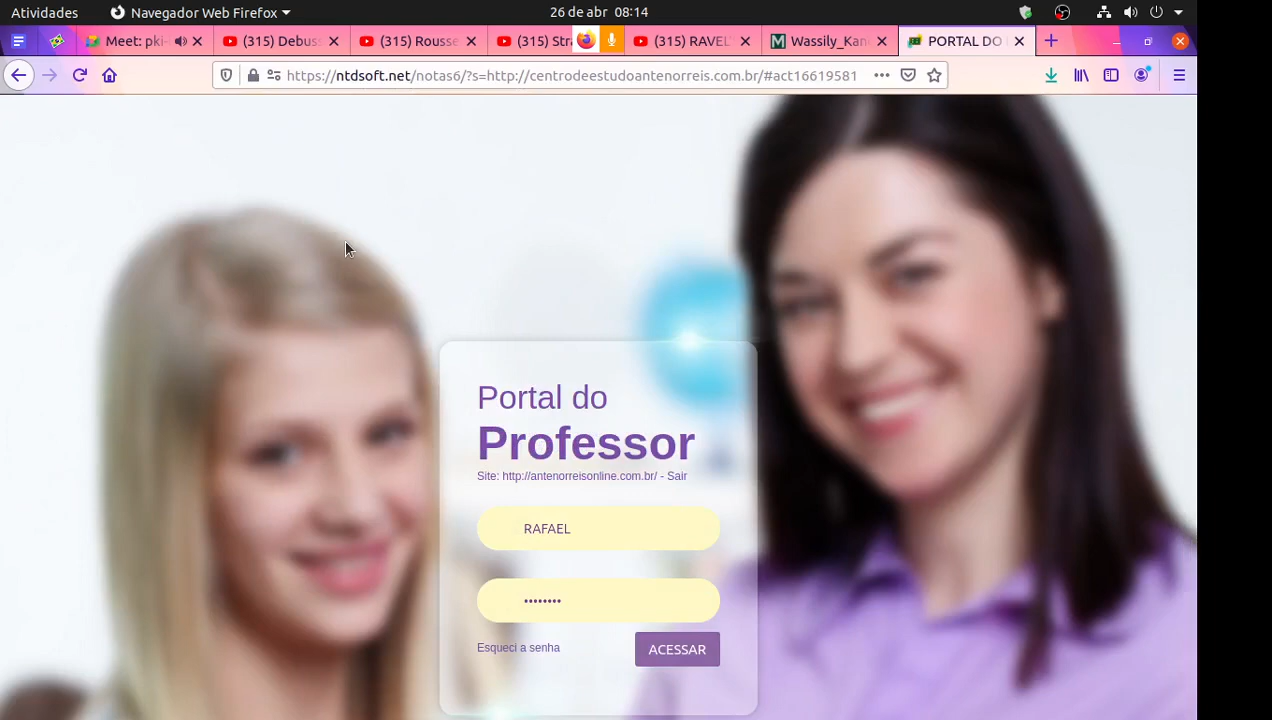 Atividades
Navegador Web Firefox
26 de abr 08:14
Meet: pki-
(315) Debus
(315) Rousse
(315) Stra
(315) RAVEL'
Wassily_Kan
PORTAL DO
https://ntdsoft.net/notas6/?s=http://centrodeestudoantenorreis.com.br/#act16619581
Portal do
Professor
Site: http://antenorreisonline.com.br/ - Sair
RAFAEL
••••••••
Esqueci a senha
ACESSAR